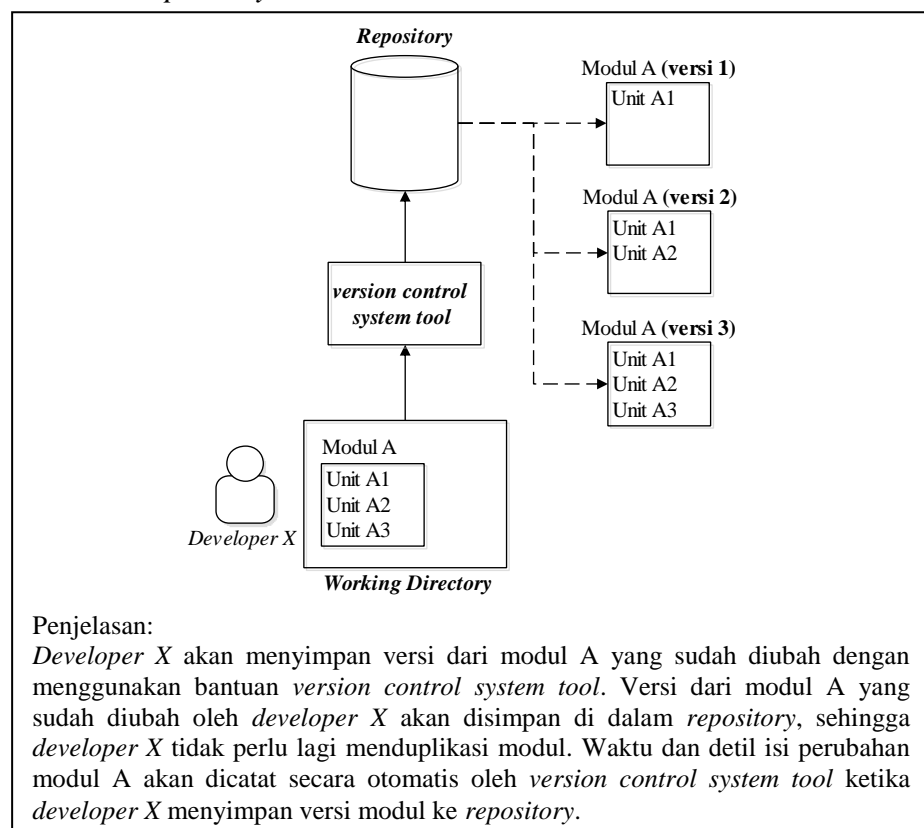 Repository
Modul A (versi 1)
Unit A1
Modul A (versi 2)
Unit A1
Unit A2
version control
system tool
Modul A (versi 3)
Unit A1
Unit A2
Unit A3
Modul A
Unit A1
Unit A2
Unit A3
Developer X
Working Directory
Penjelasan:
Developer X akan menyimpan versi dari modul A yang sudah diubah dengan
menggunakan bantuan version control system tool. Versi dari modul A yang
sudah diubah oleh developer X akan disimpan di dalam repository, sehingga
developer X tidak perlu lagi menduplikasi modul. Waktu dan detil isi perubahan
modul A akan dicatat secara otomatis oleh version control system tool ketika
developer X menyimpan versi modul ke repository.